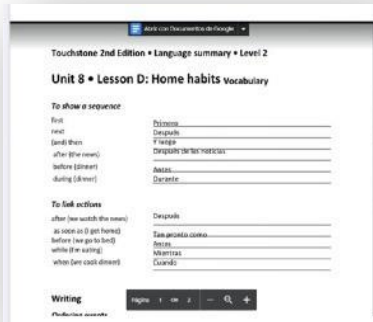 Abrir con Documentos de Google
Touchstone 2nd Edition • Language summary • Level 2
Unit 8 • Lesson D: Home habits Vocabulary
To show a sequence
first Primero
next Después
(and) then Y luego
after (the news) Después de las noticias
before (dinner) Antes
during (dinner) Durante
To link actions
after (we watch the news) Después
as soon as (I get home) Tan pronto como
before (we go to bed) Antes
while (I'm eating) Mientras
when (we cook dinner) Cuando
Writing
Página 1 de 2 − +
Ordering events